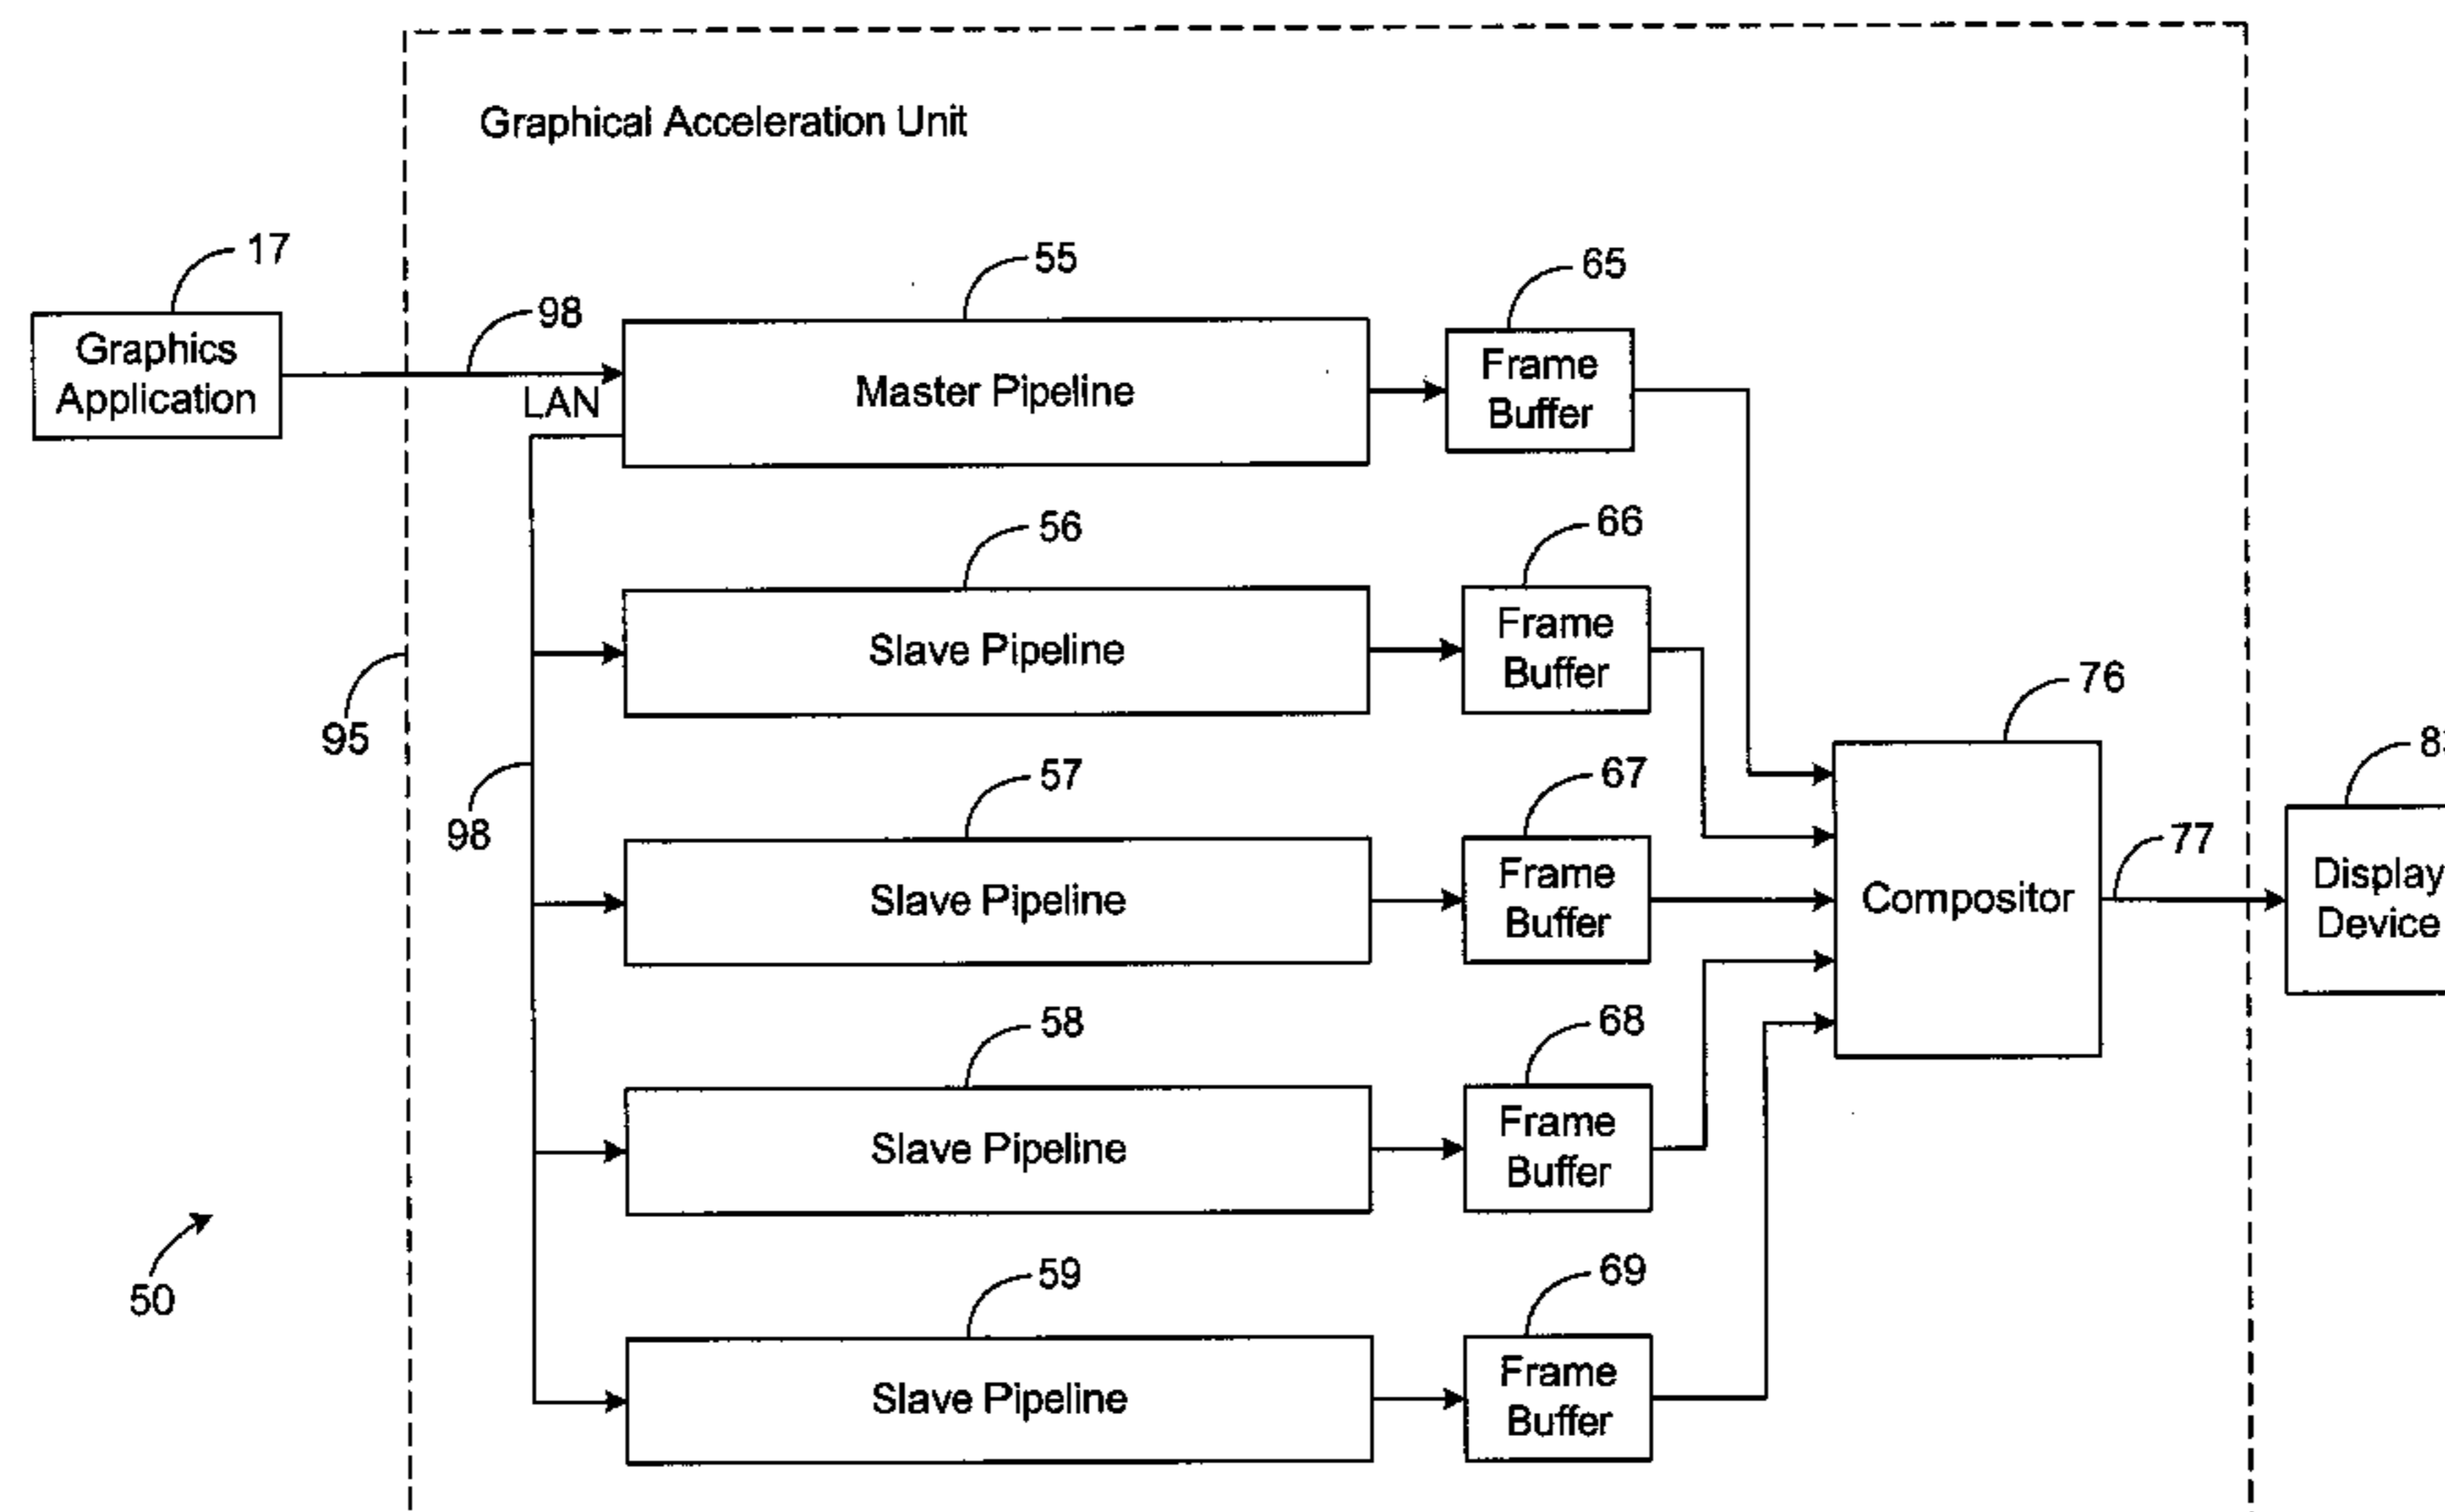 Graphical Acceleration Unit
17
98
55
65
Graphics
Application
LAN
Master Pipeline
Frame
Buffer
56
66
Slave Pipeline
Frame
Buffer
95
98
57
67
Slave Pipeline
Frame
Buffer
76
Compositor
77
Display
Device
58
68
Slave Pipeline
Frame
Buffer
50
59
69
Slave Pipeline
Frame
Buffer